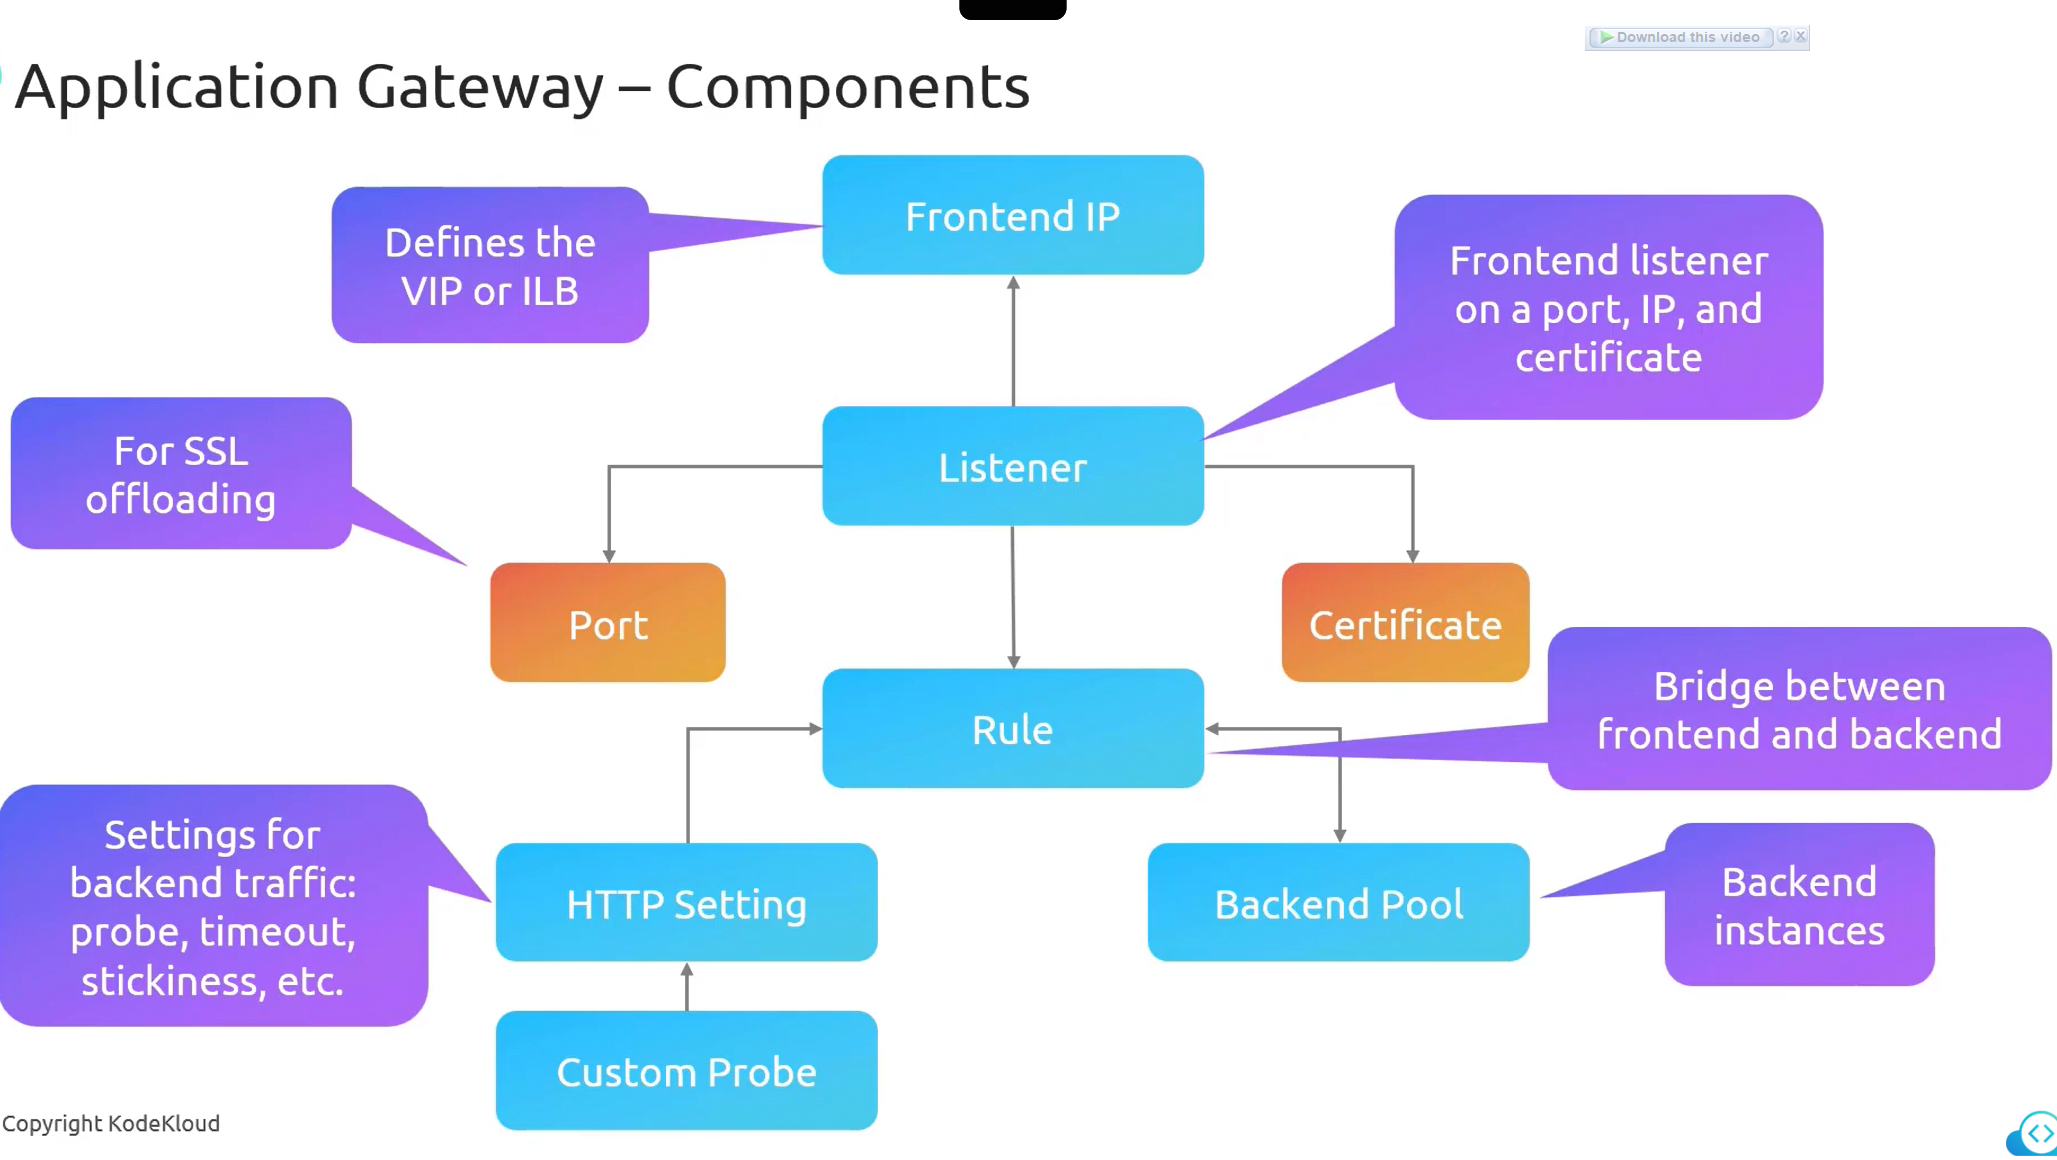 Download this video ? x
Application Gateway – Components
Frontend IP
Defines the
VIP or ILB
Frontend listener
on a port, IP, and
certificate
For SSL
offloading
Listener
Port
Certificate
Rule
Bridge between
frontend and backend
Settings for
backend traffic:
probe, timeout,
stickiness, etc.
HTTP Setting
Backend Pool
Backend
instances
Custom Probe
Copyright KodeKloud